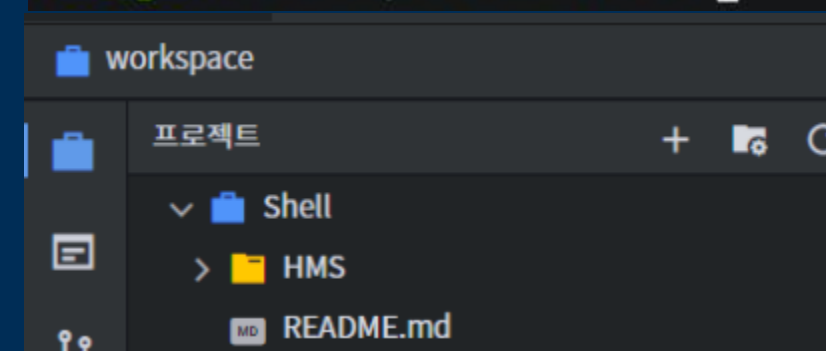 workspace
프로젝트
Shell
HMS
MD README.md